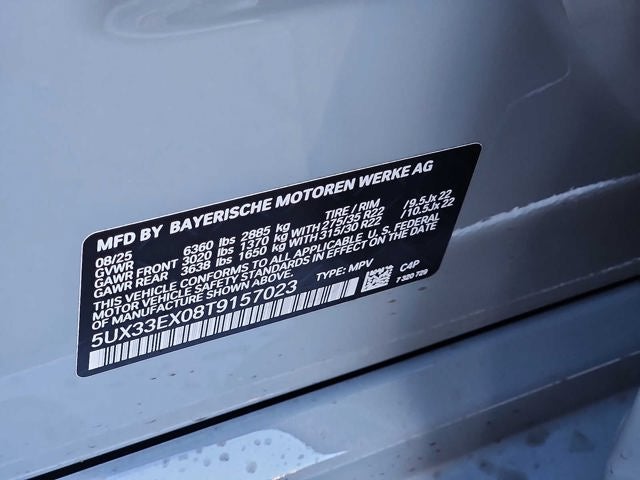 MFD BY BAYERISCHE MOTOREN WERKE AG
08/25 TIRE / RIM
GVWR 6360 lbs 2885 kg
GAWR FRONT 3020 lbs 1370 kg WITH 275/35 R22 /9.5Jx22
GAWR REAR 3638 lbs 1650 kg WITH 315/30 R22 /10.5Jx22
THIS VEHICLE CONFORMS TO ALL APPLICABLE U.S. FEDERAL
MOTOR VEHICLE SAFETY STANDARDS IN EFFECT ON THE DATE
OF MANUFACTURE SHOWN ABOVE.
5UX33EX08T9157023 TYPE: MPV C4P
7 320 729